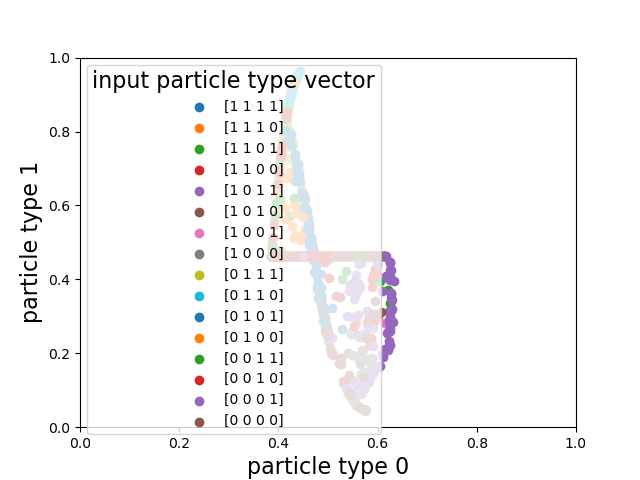 1.0
input particle type vector
[1 1 1 1]
[1 1 1 0]
0.8
[1 1 0 1]
[1 1 0 0]
[1 0 1 1]
0.6
[1 0 1 0]
[1 0 0 1]
[1 0 0 0]
0.4
[0 1 1 1]
[0 1 1 0]
[0 1 0 1]
0.2
[0 1 0 0]
[0 0 1 1]
[0 0 1 0]
[0 0 0 1]
[0 0 0 0]
0.0
particle type 1
0.0 0.2 0.4 0.6 0.8 1.0
particle type 0